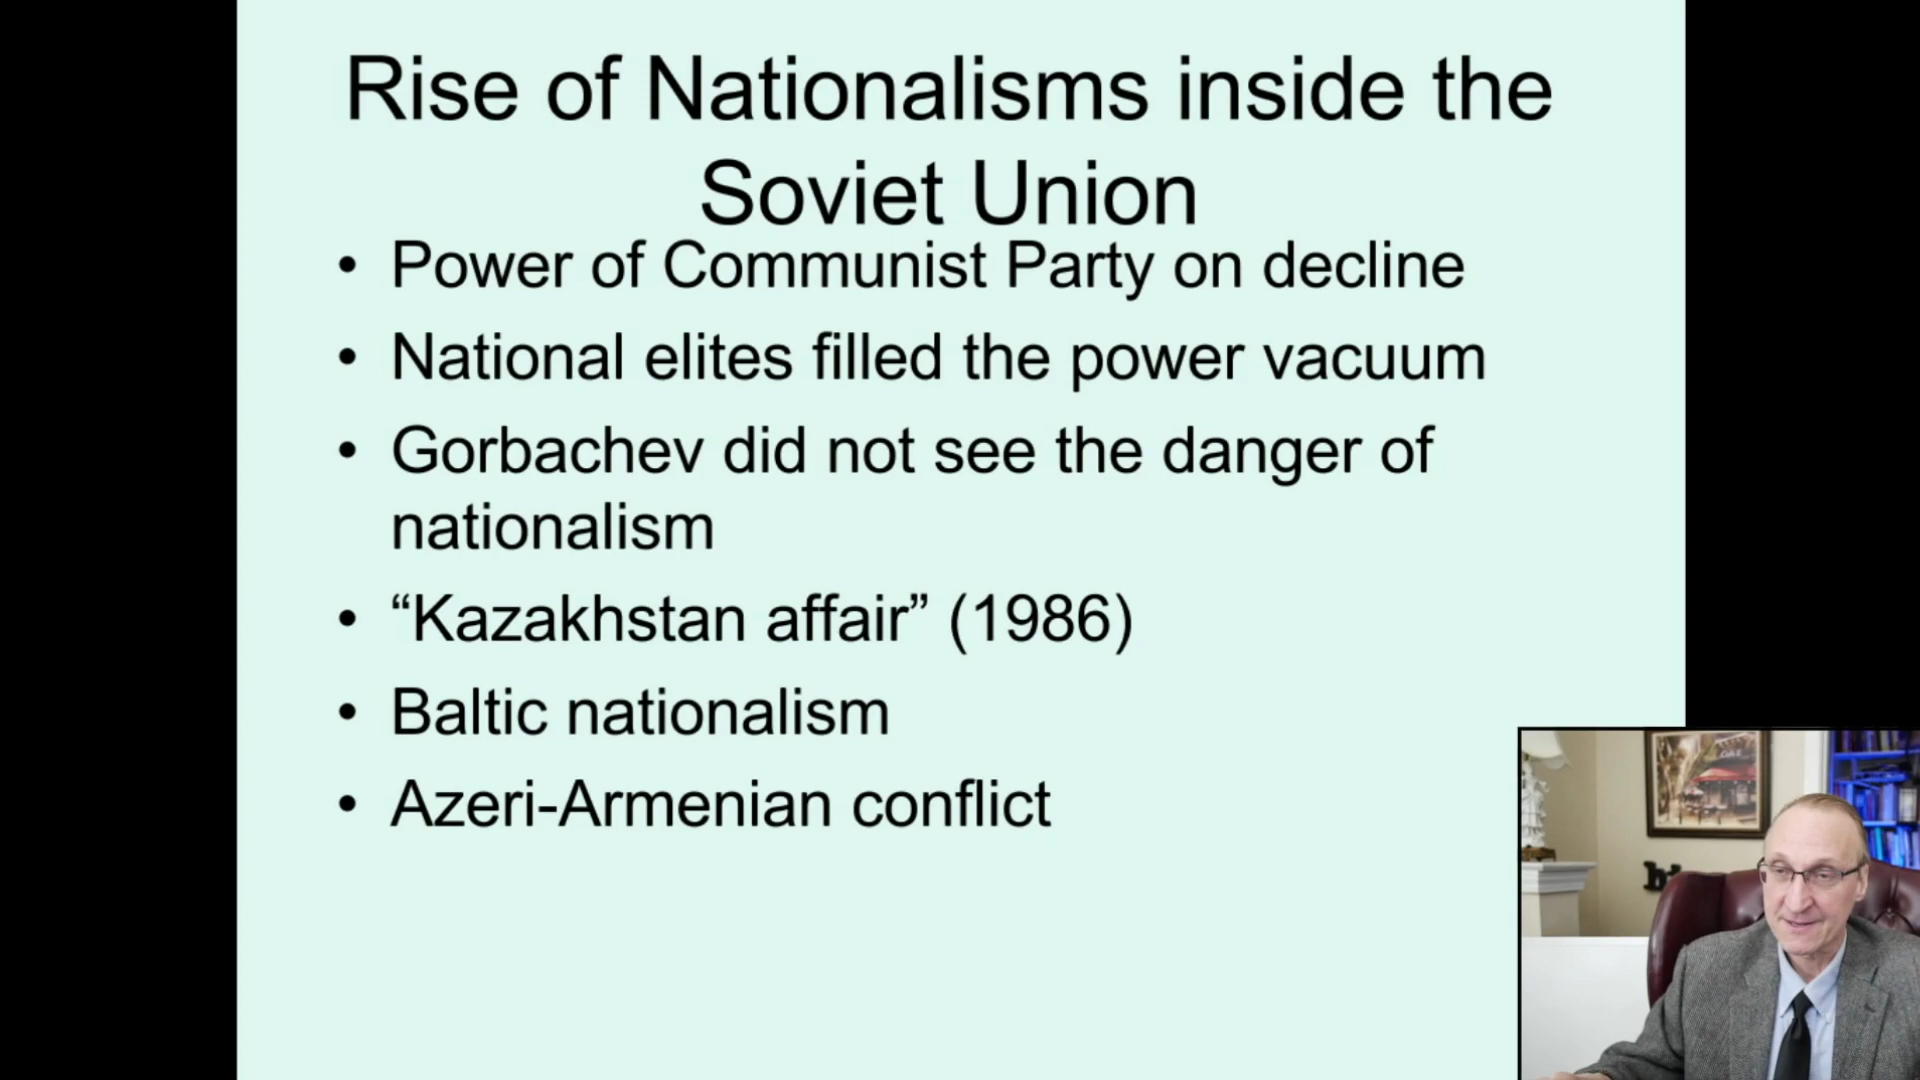 Rise of Nationalisms inside the
Soviet Union
• Power of Communist Party on decline
• National elites filled the power vacuum
• Gorbachev did not see the danger of
nationalism
• “Kazakhstan affair” (1986)
• Baltic nationalism
• Azeri-Armenian conflict